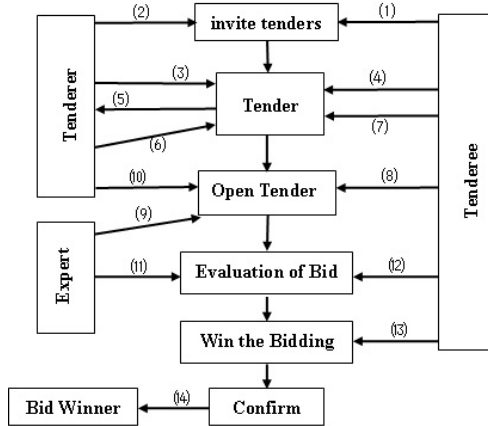 (2)
invite tenders
(1)
Tenderer
(3)
Tender
(4)
(5)
(6)
(7)
Tenderee
(10)
Open Tender
(8)
(9)
Expert
(11)
Evaluation of Bid
(12)
Win the Bidding
(13)
Bid Winner
(14)
Confirm